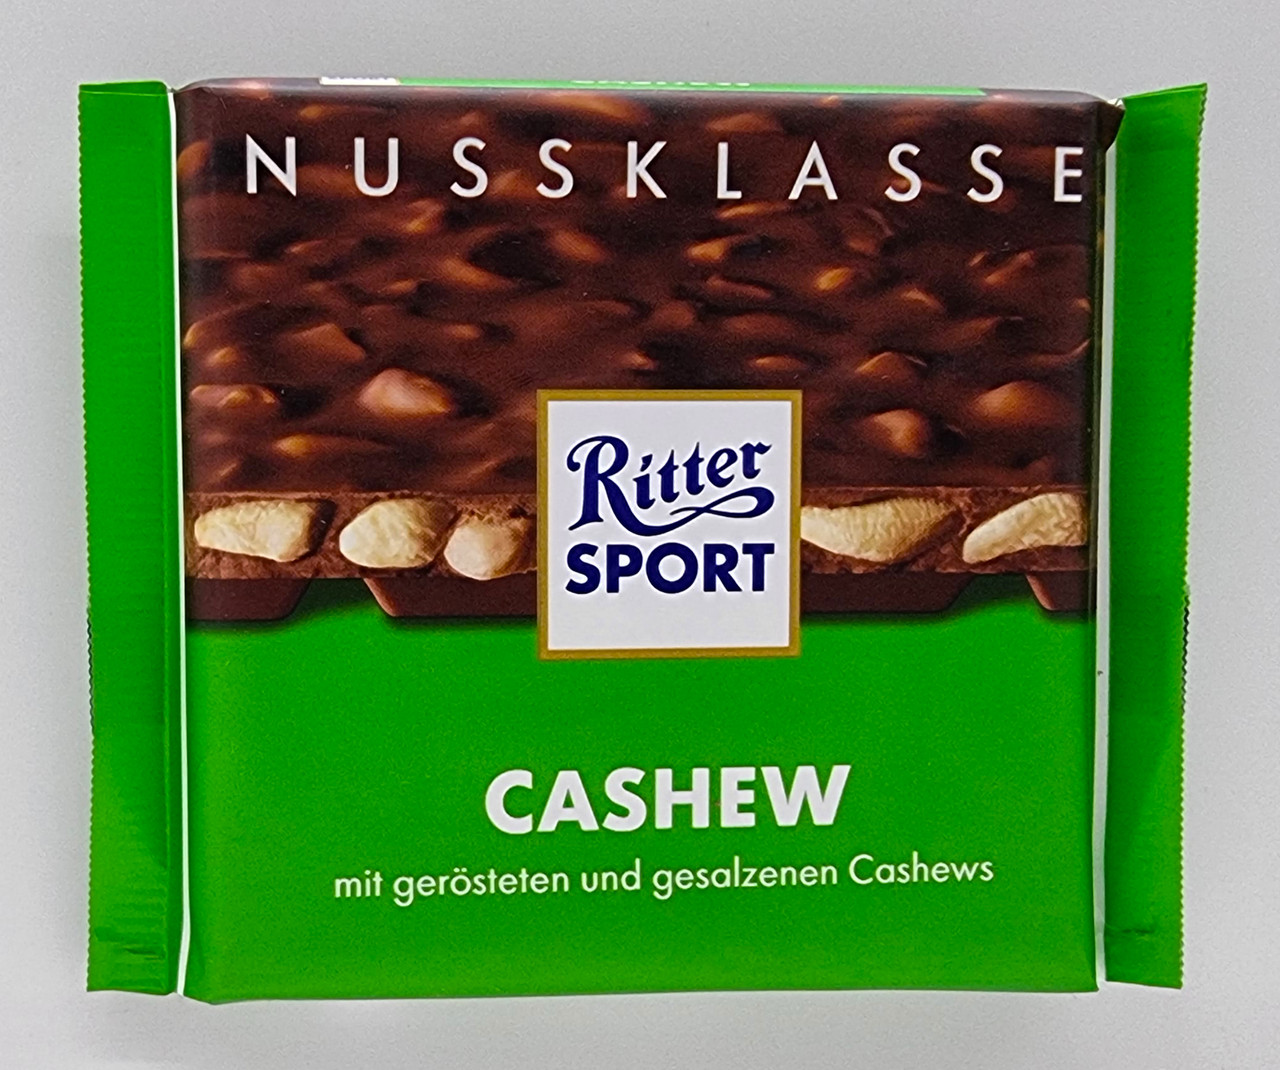 NUSSKLASSE
Ritter
SPORT
CASHEW
mit gerösteten und gesalzenen Cashews